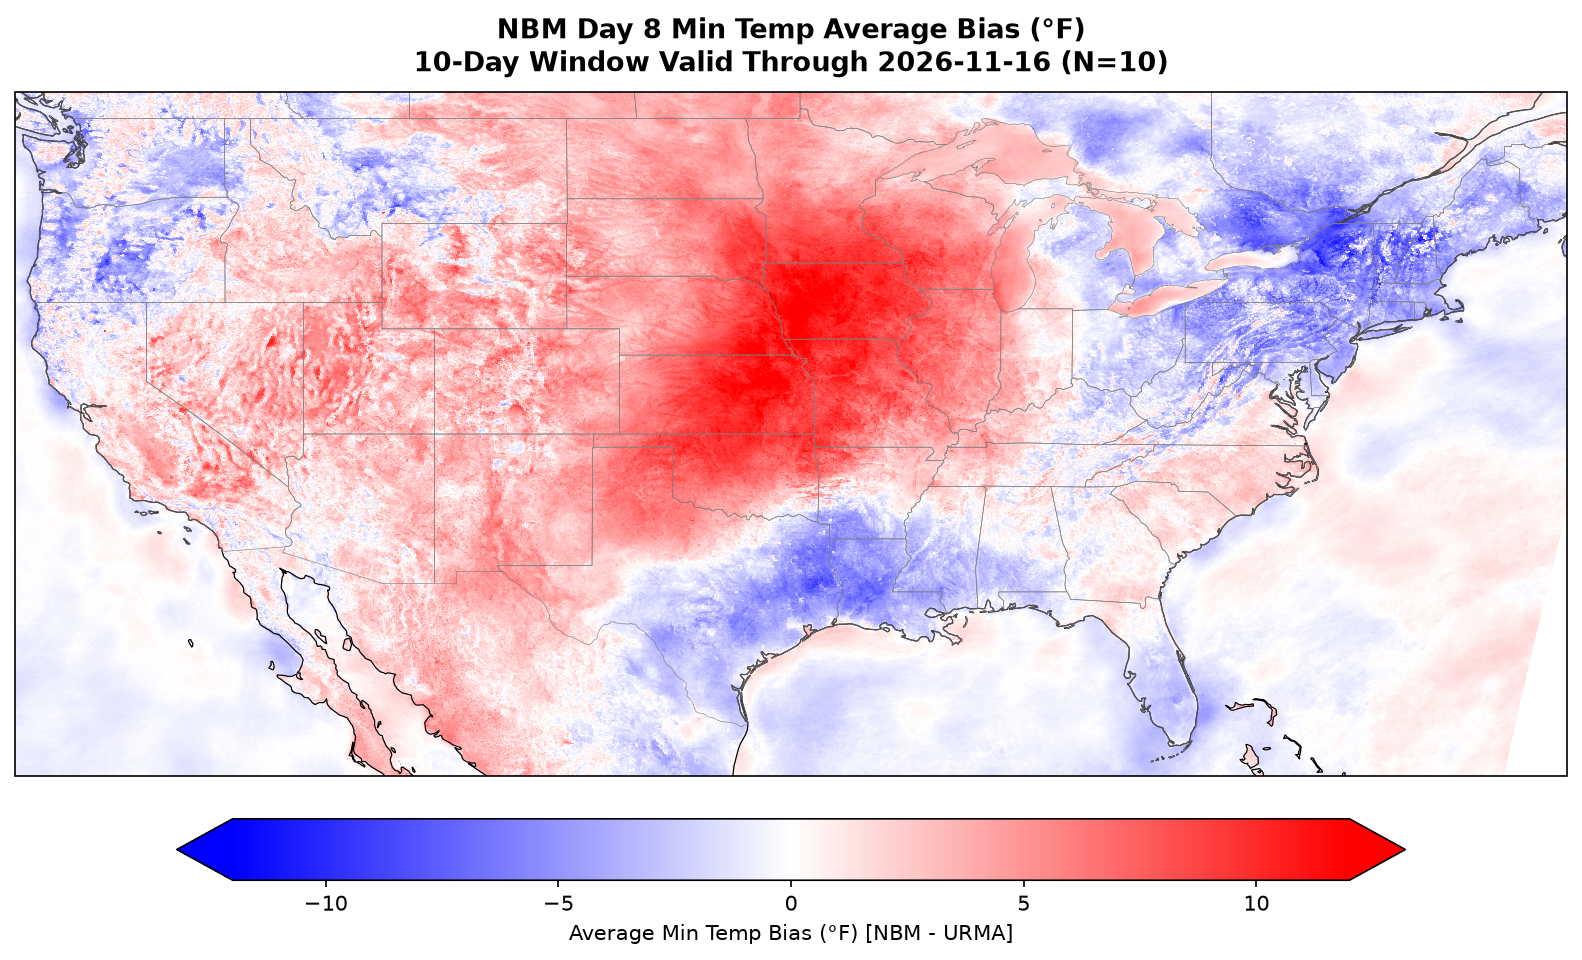 NBM Day 8 Min Temp Average Bias (°F)
10-Day Window Valid Through 2026-11-16 (N=10)
−10 −5 0 5 10
Average Min Temp Bias (°F) [NBM - URMA]